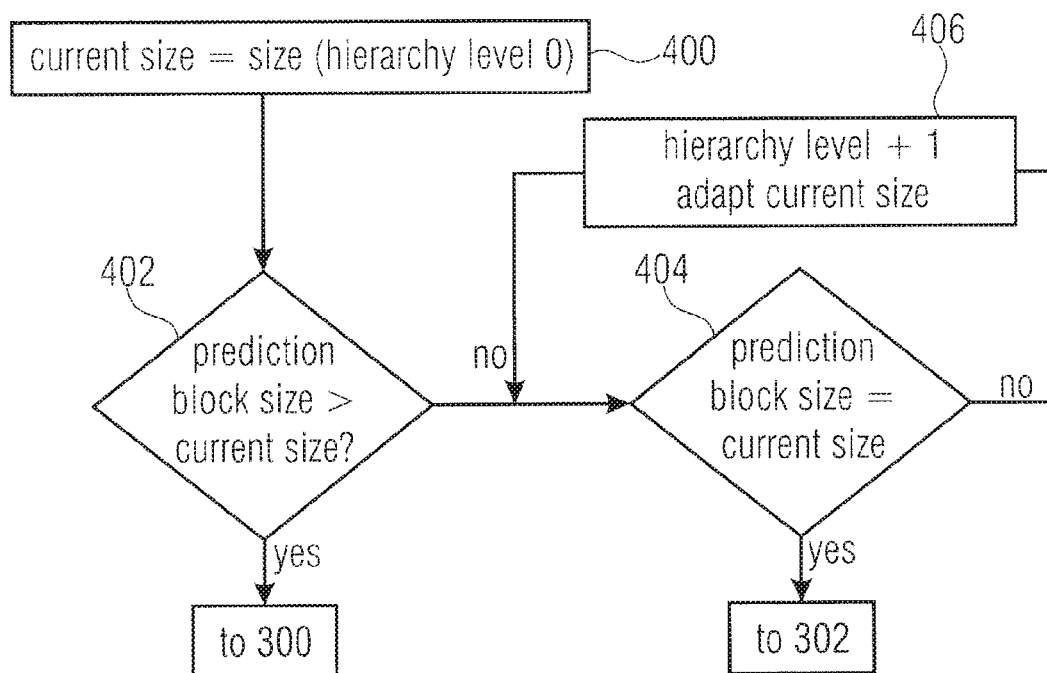 current size = size (hierarchy level 0)
400
406
hierarchy level + 1
adapt current size
402
prediction
block size >
current size?
no
404
prediction
block size =
current size
no
yes
to 300
yes
to 302